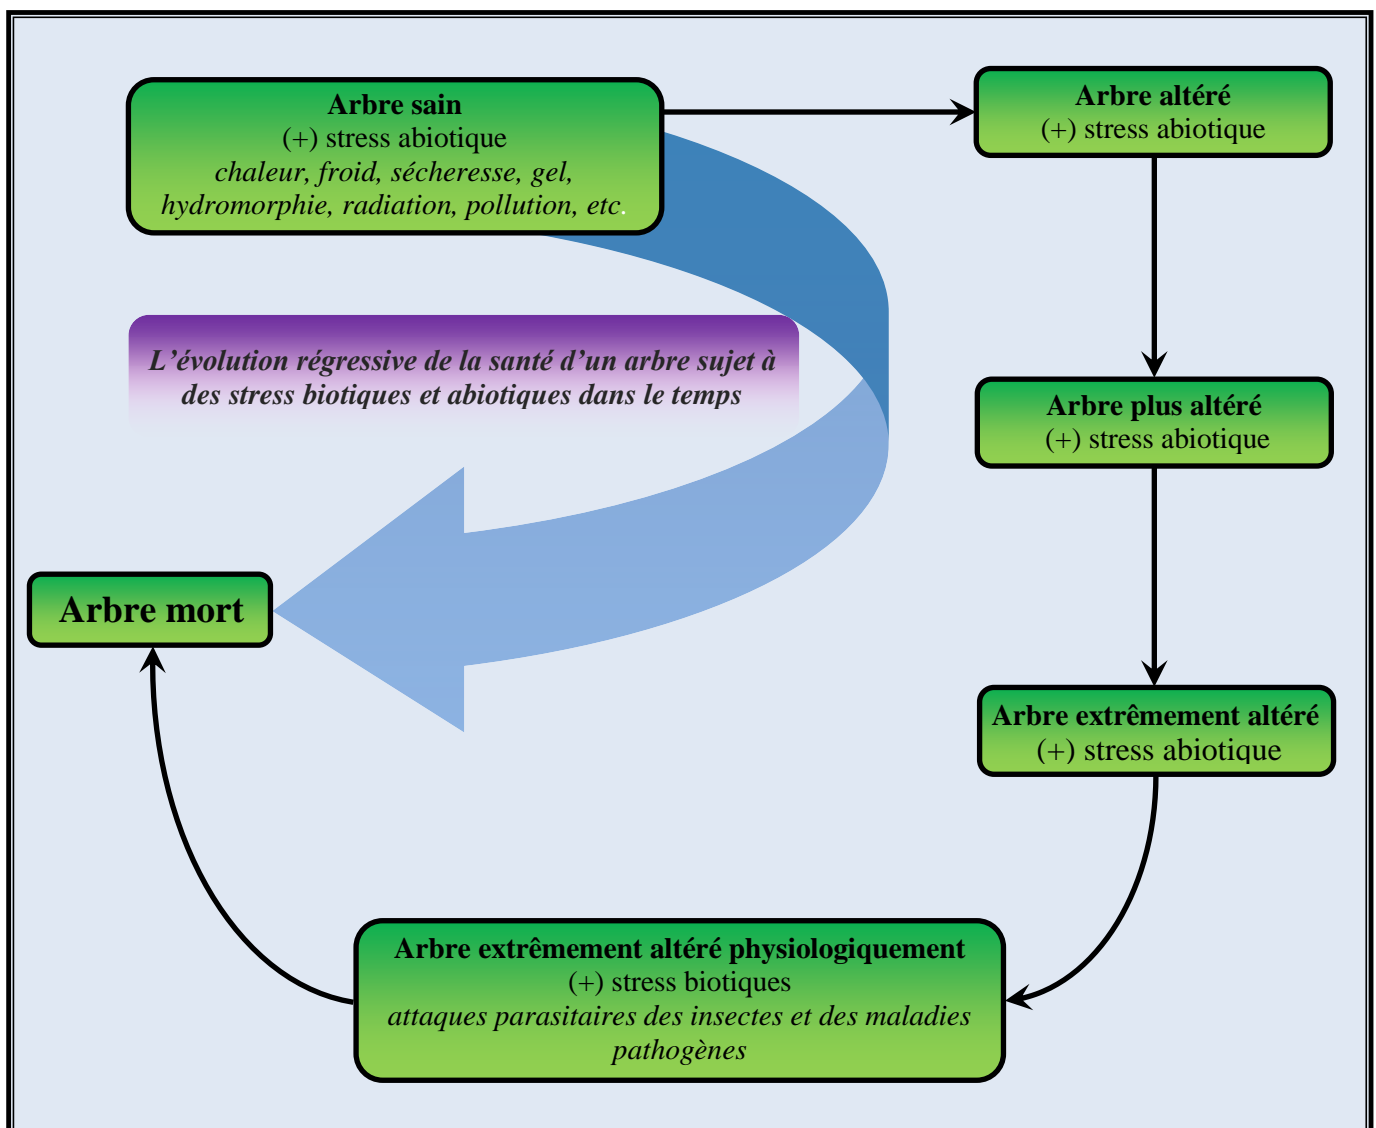 Arbre sain
(+) stress abiotique
chaleur, froid, sécheresse, gel,
hydromorphie, radiation, pollution, etc.
Arbre altéré
(+) stress abiotique
L’évolution régressive de la santé d’un arbre sujet à
des stress biotiques et abiotiques dans le temps
Arbre plus altéré
(+) stress abiotique
Arbre mort
Arbre extrêmement altéré
(+) stress abiotique
Arbre extrêmement altéré physiologiquement
(+) stress biotiques
attaques parasitaires des insectes et des maladies
pathogènes